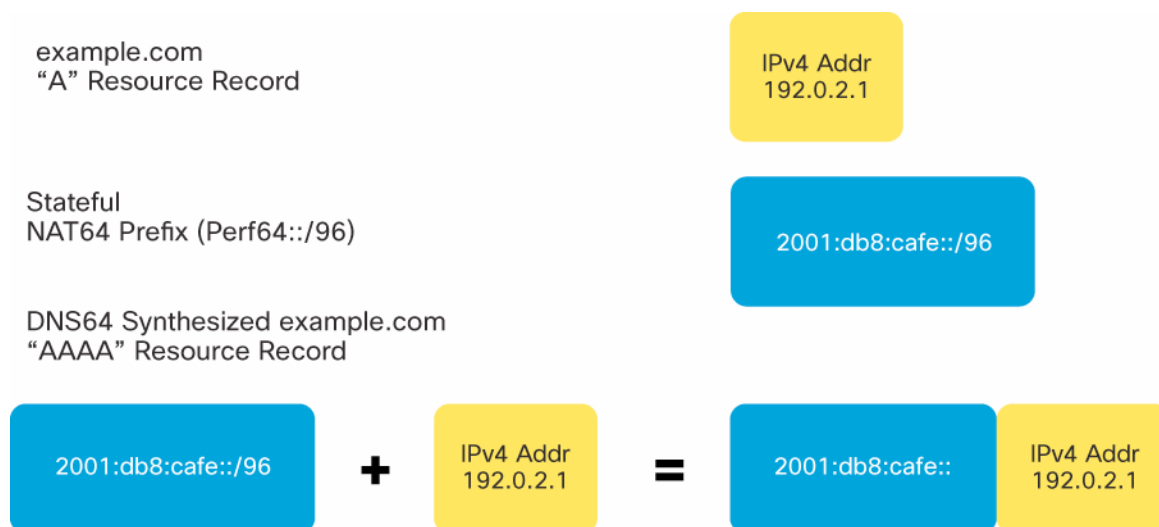 example.com
“A” Resource Record
IPv4 Addr
192.0.2.1
Stateful
NAT64 Prefix (Perf64::/96)
2001:db8:cafe::/96
DNS64 Synthesized example.com
“AAAA” Resource Record
2001:db8:cafe::/96
+
IPv4 Addr
192.0.2.1
=
2001:db8:cafe::
IPv4 Addr
192.0.2.1